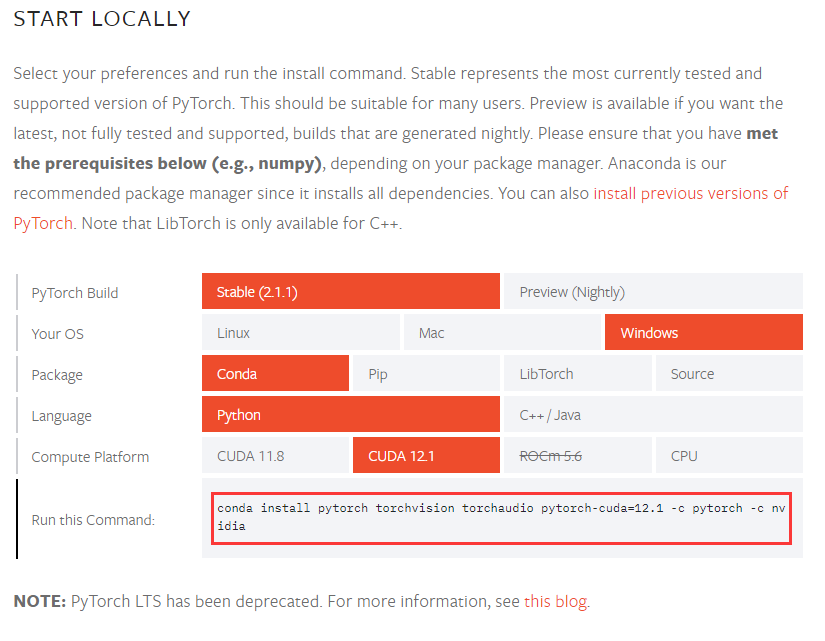 START LOCALLY
Select your preferences and run the install command. Stable represents the most currently tested and
supported version of PyTorch. This should be suitable for many users. Preview is available if you want the
latest, not fully tested and supported, builds that are generated nightly. Please ensure that you have met
the prerequisites below (e.g., numpy), depending on your package manager. Anaconda is our
recommended package manager since it installs all dependencies. You can also install previous versions of
PyTorch. Note that LibTorch is only available for C++.
PyTorch Build Stable (2.1.1) Preview (Nightly)
Your OS Linux Mac Windows
Package Conda Pip LibTorch Source
Language Python C++ / Java
Compute Platform CUDA 11.8 CUDA 12.1 ROCm 5.6 CPU
Run this Command: conda install pytorch torchvision torchaudio pytorch-cuda=12.1 -c pytorch -c nv
idia
NOTE: PyTorch LTS has been deprecated. For more information, see this blog.